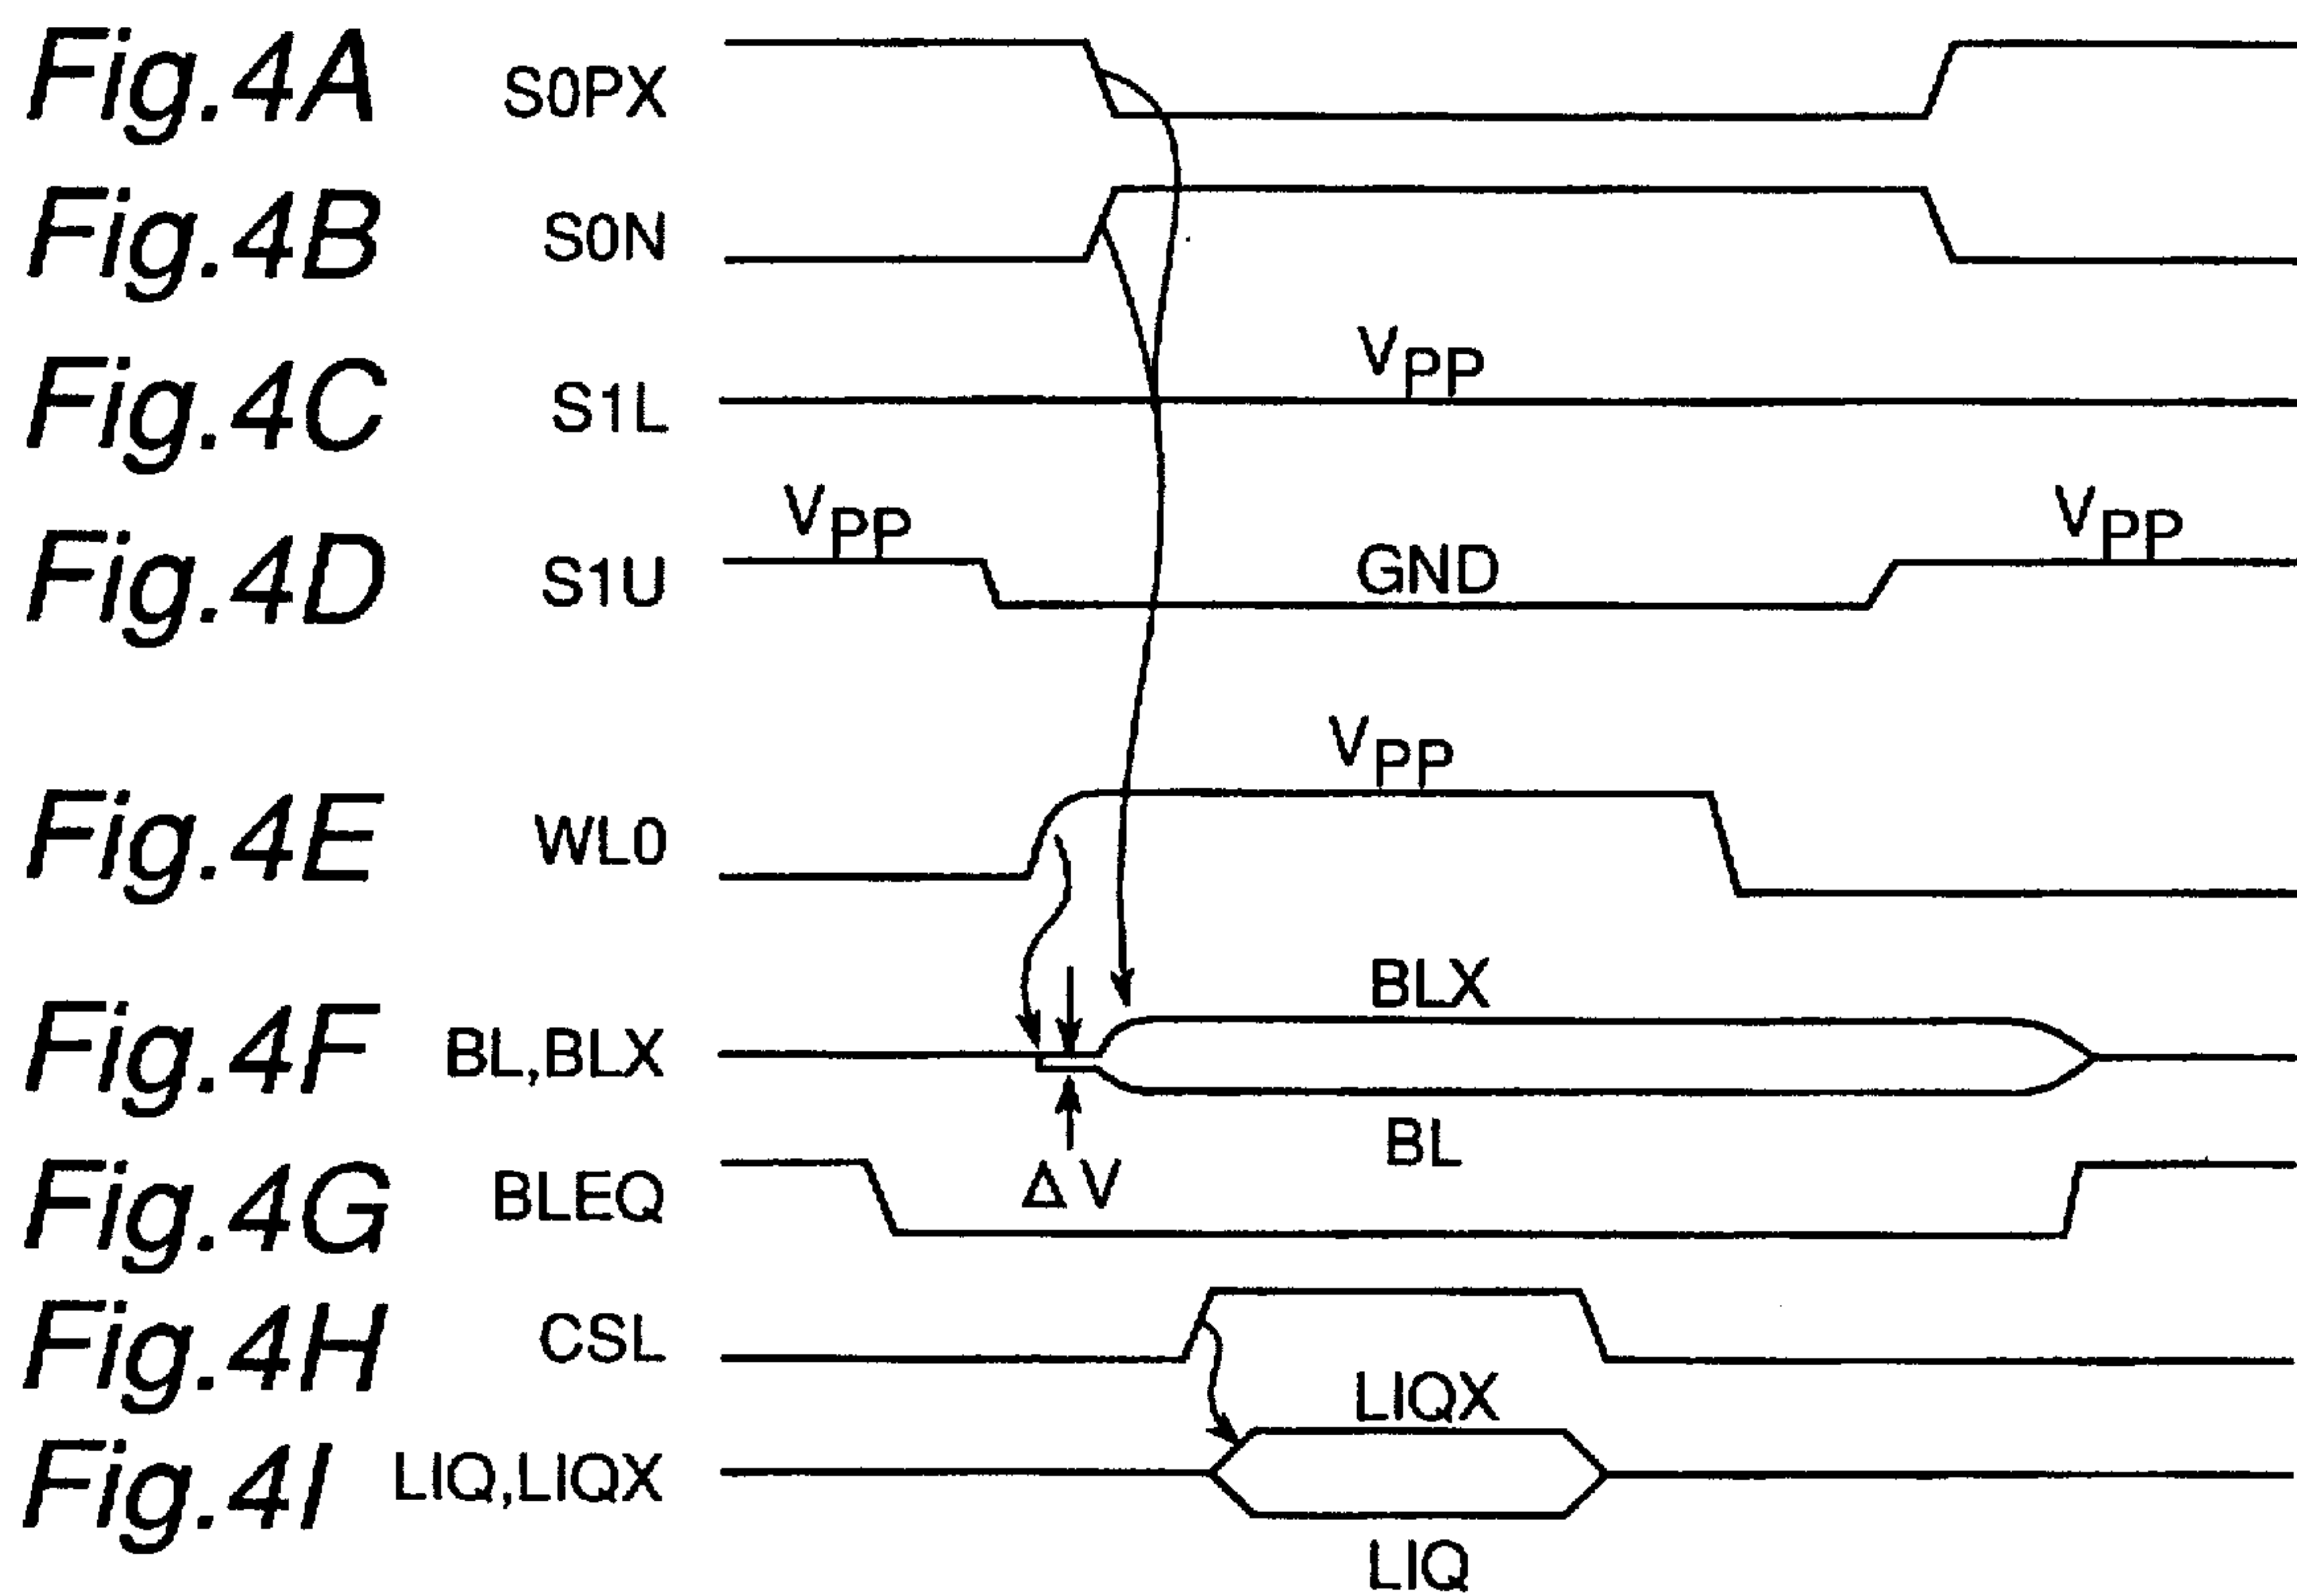 Fig.4A S0PX
Fig.4B S0N
Fig.4C S1L VPP
Fig.4D S1U VPP GND VPP
Fig.4E WL0 VPP
Fig.4F BL,BLX BLX
BL
Fig.4G BLEQ ΔV
Fig.4H CSL
LIQX
Fig.4I LIQ,LIQX
LIQ